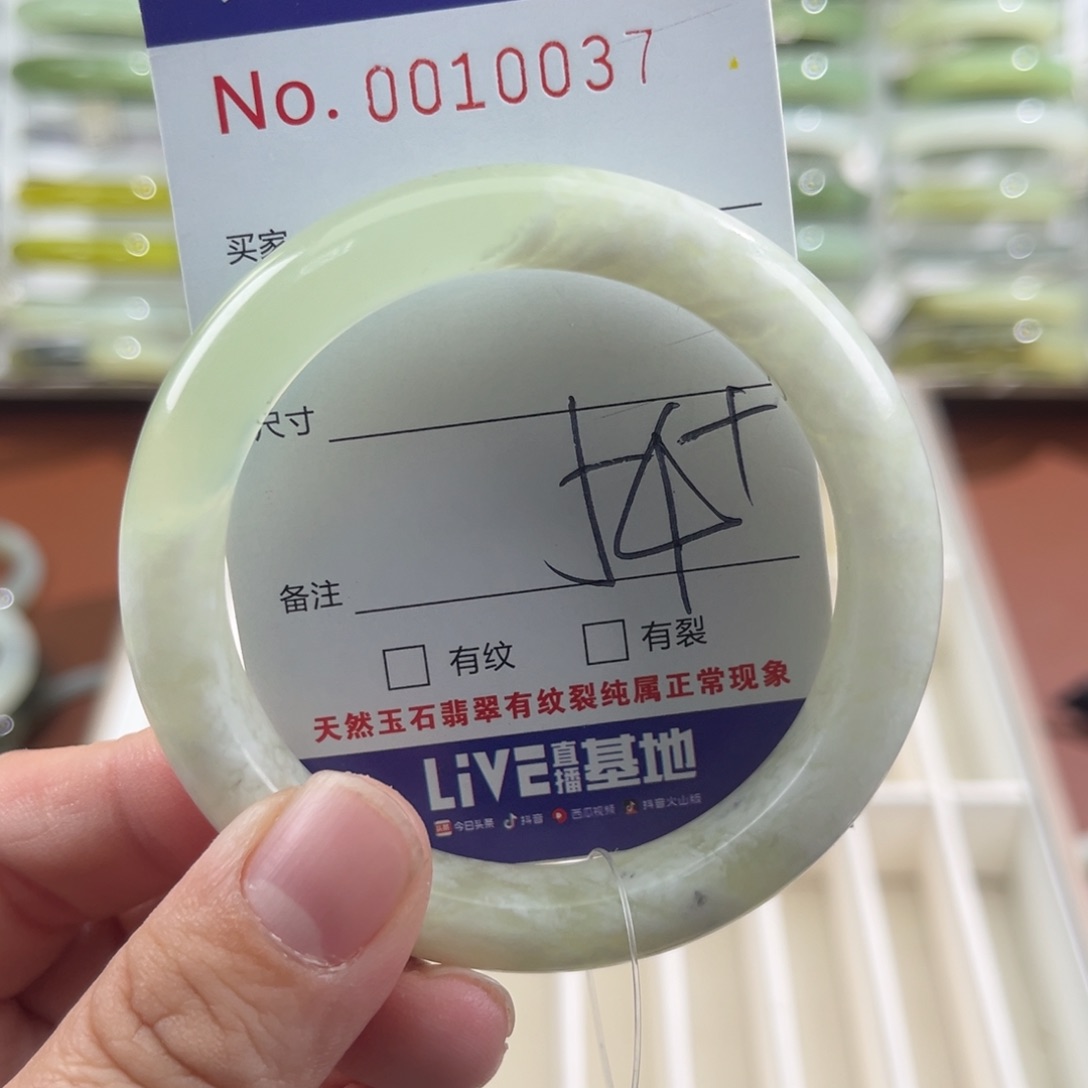 No. 0010037
买家
尺寸
备注
有纹 有裂
天然玉石翡翠有纹裂纯属正常现象
LiVE直播基地
今日头条 抖音 西瓜视频 抖音火山版